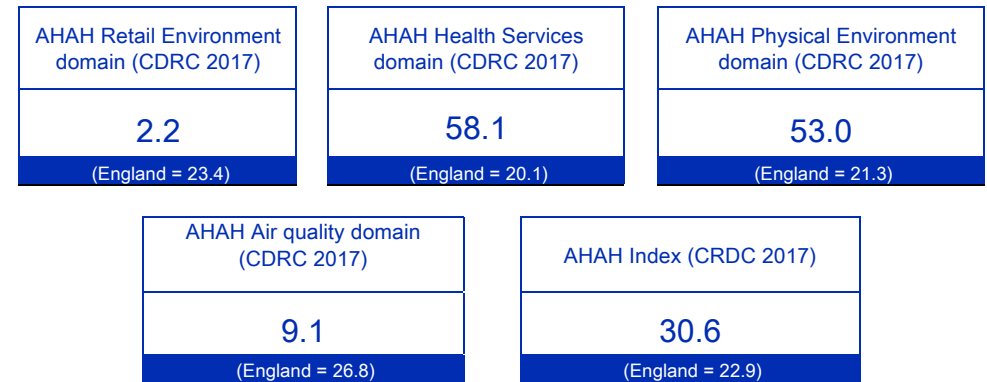 AHAH Retail Environment
domain (CDRC 2017)
2.2
(England = 23.4)
AHAH Health Services
domain (CDRC 2017)
58.1
(England = 20.1)
AHAH Physical Environment
domain (CDRC 2017)
53.0
(England = 21.3)
AHAH Air quality domain
(CDRC 2017)
9.1
(England = 26.8)
AHAH Index (CRDC 2017)
30.6
(England = 22.9)